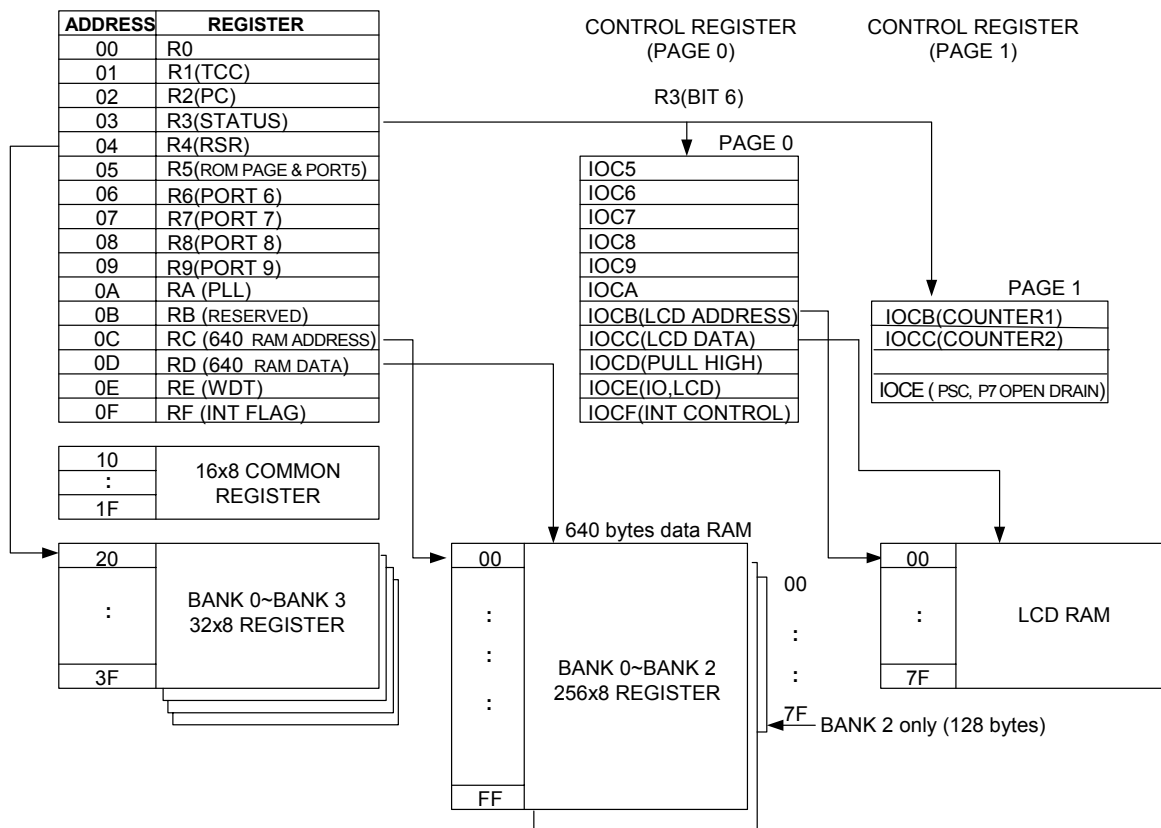 ADDRESS REGISTER
00 R0
01 R1(TCC)
02 R2(PC)
03 R3(STATUS)
04 R4(RSR)
05 R5(ROM PAGE & PORT5)
06 R6(PORT 6)
07 R7(PORT 7)
08 R8(PORT 8)
09 R9(PORT 9)
0A RA (PLL)
0B RB (RESERVED)
0C RC (640 RAM ADDRESS)
0D RD (640 RAM DATA)
0E RE (WDT)
0F RF (INT FLAG)
10
:
1F
16x8 COMMON
REGISTER
20
:
3F
BANK 0~BANK 3
32x8 REGISTER
CONTROL REGISTER
(PAGE 0)
CONTROL REGISTER
(PAGE 1)
R3(BIT 6)
PAGE 0
IOC5
IOC6
IOC7
IOC8
IOC9
IOCA
IOCB(LCD ADDRESS)
IOCC(LCD DATA)
IOCD(PULL HIGH)
IOCE(IO,LCD)
IOCF(INT CONTROL)
PAGE 1
IOCB(COUNTER1)
IOCC(COUNTER2)
IOCE ( PSC, P7 OPEN DRAIN)
640 bytes data RAM
00
:
:
:
FF
BANK 0~BANK 2
256x8 REGISTER
00
:
:
7F
BANK 2 only (128 bytes)
00
:
7F
LCD RAM